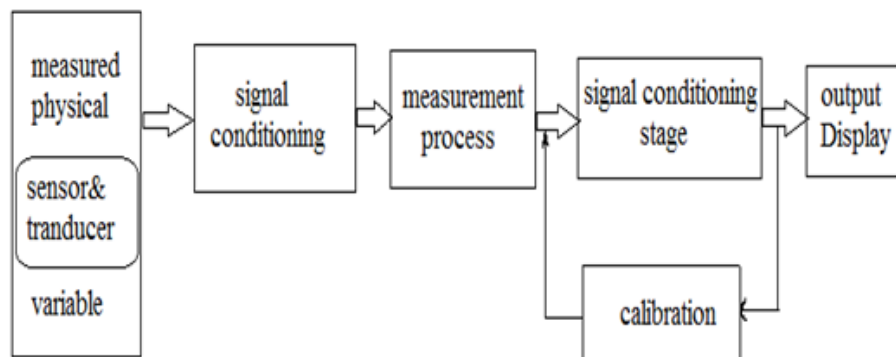 measured
physical
sensor&
tranducer
variable
signal
conditioning
measurement
process
signal conditioning
stage
output
Display
calibration